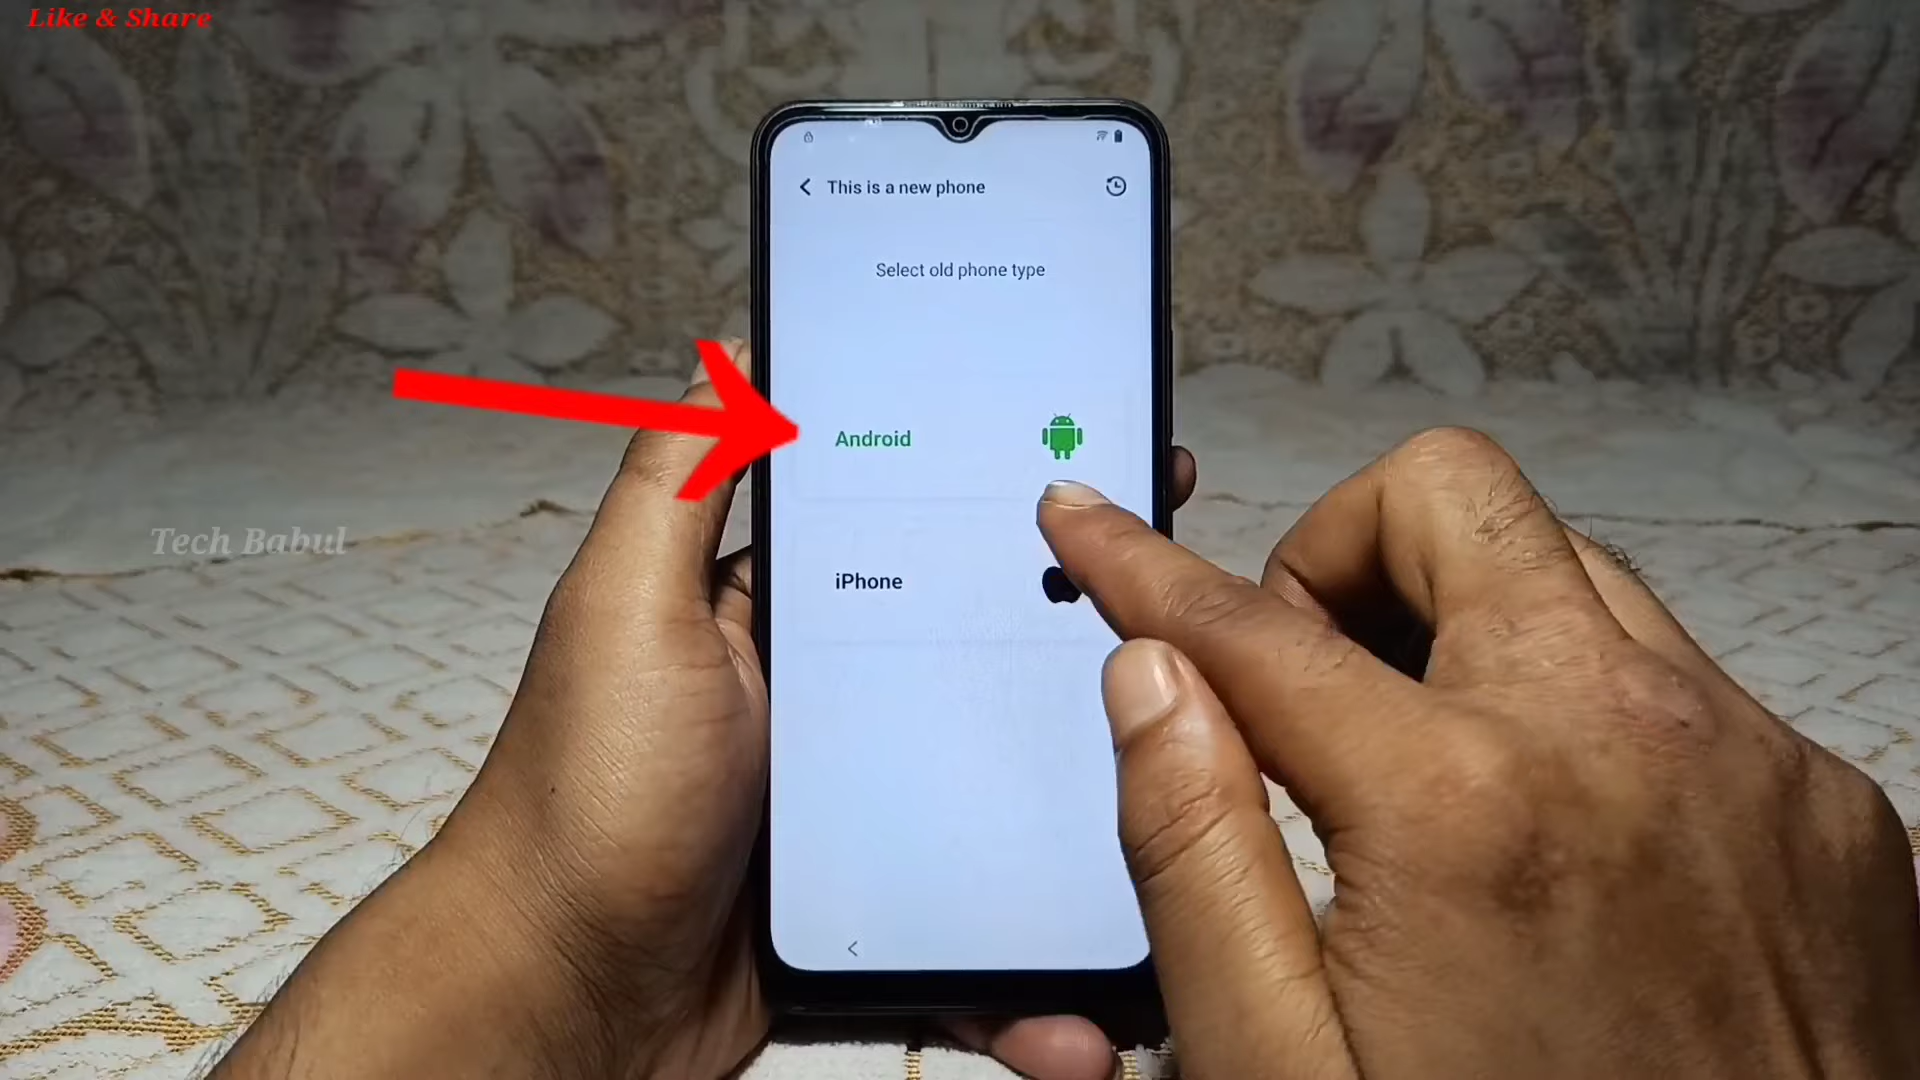 Like & Share
This is a new phone
Select old phone type
Android
Tech Babul
iPhone